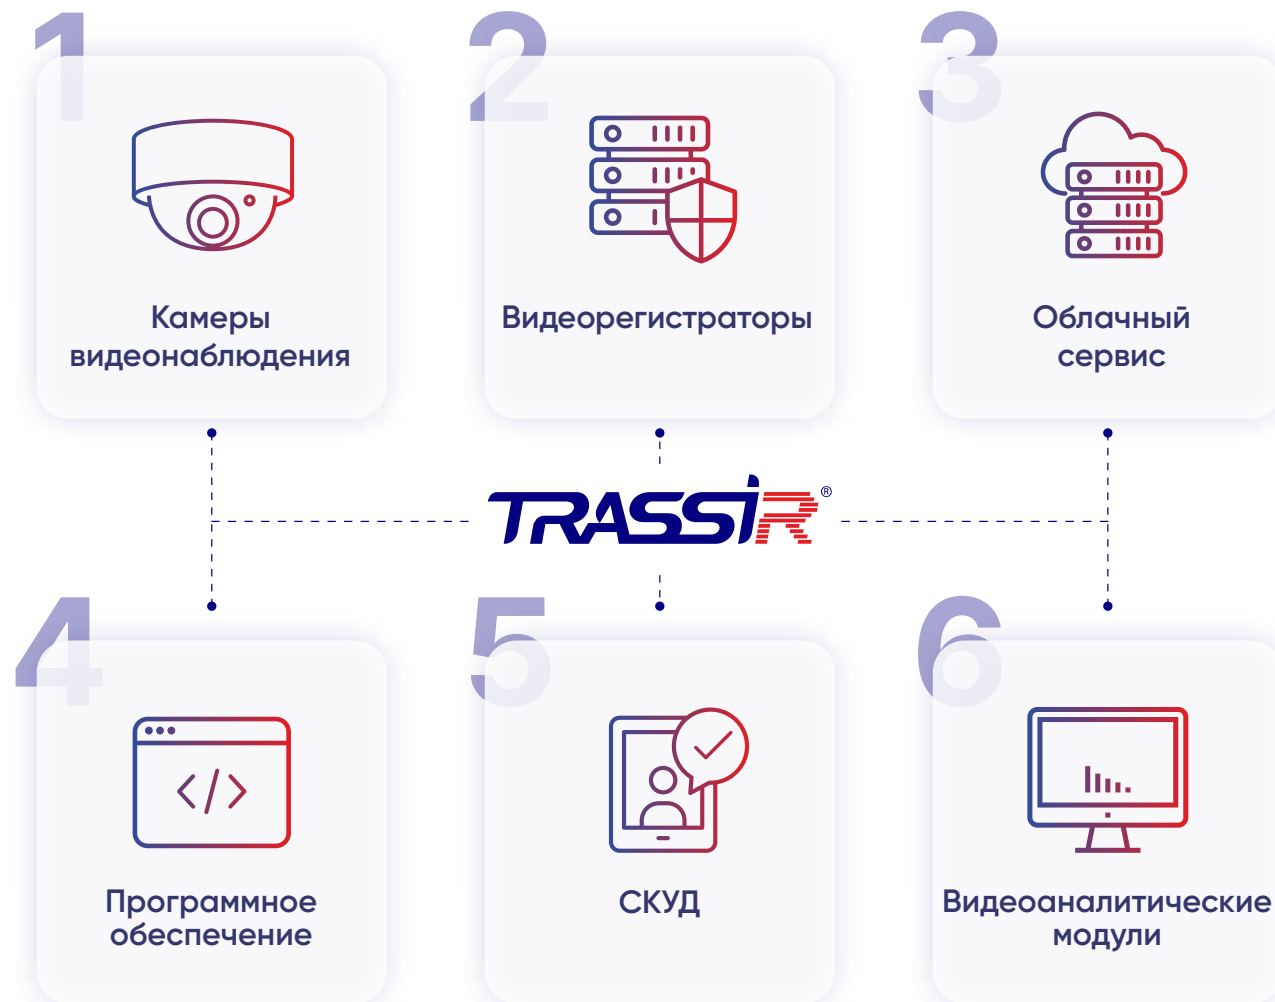 1
2
3
Камеры
видеонаблюдения
Видеорегистраторы
Облачный
сервис
TRASSIR®
4
5
6
Программное
обеспечение
СКУД
Видеоаналитические
модули